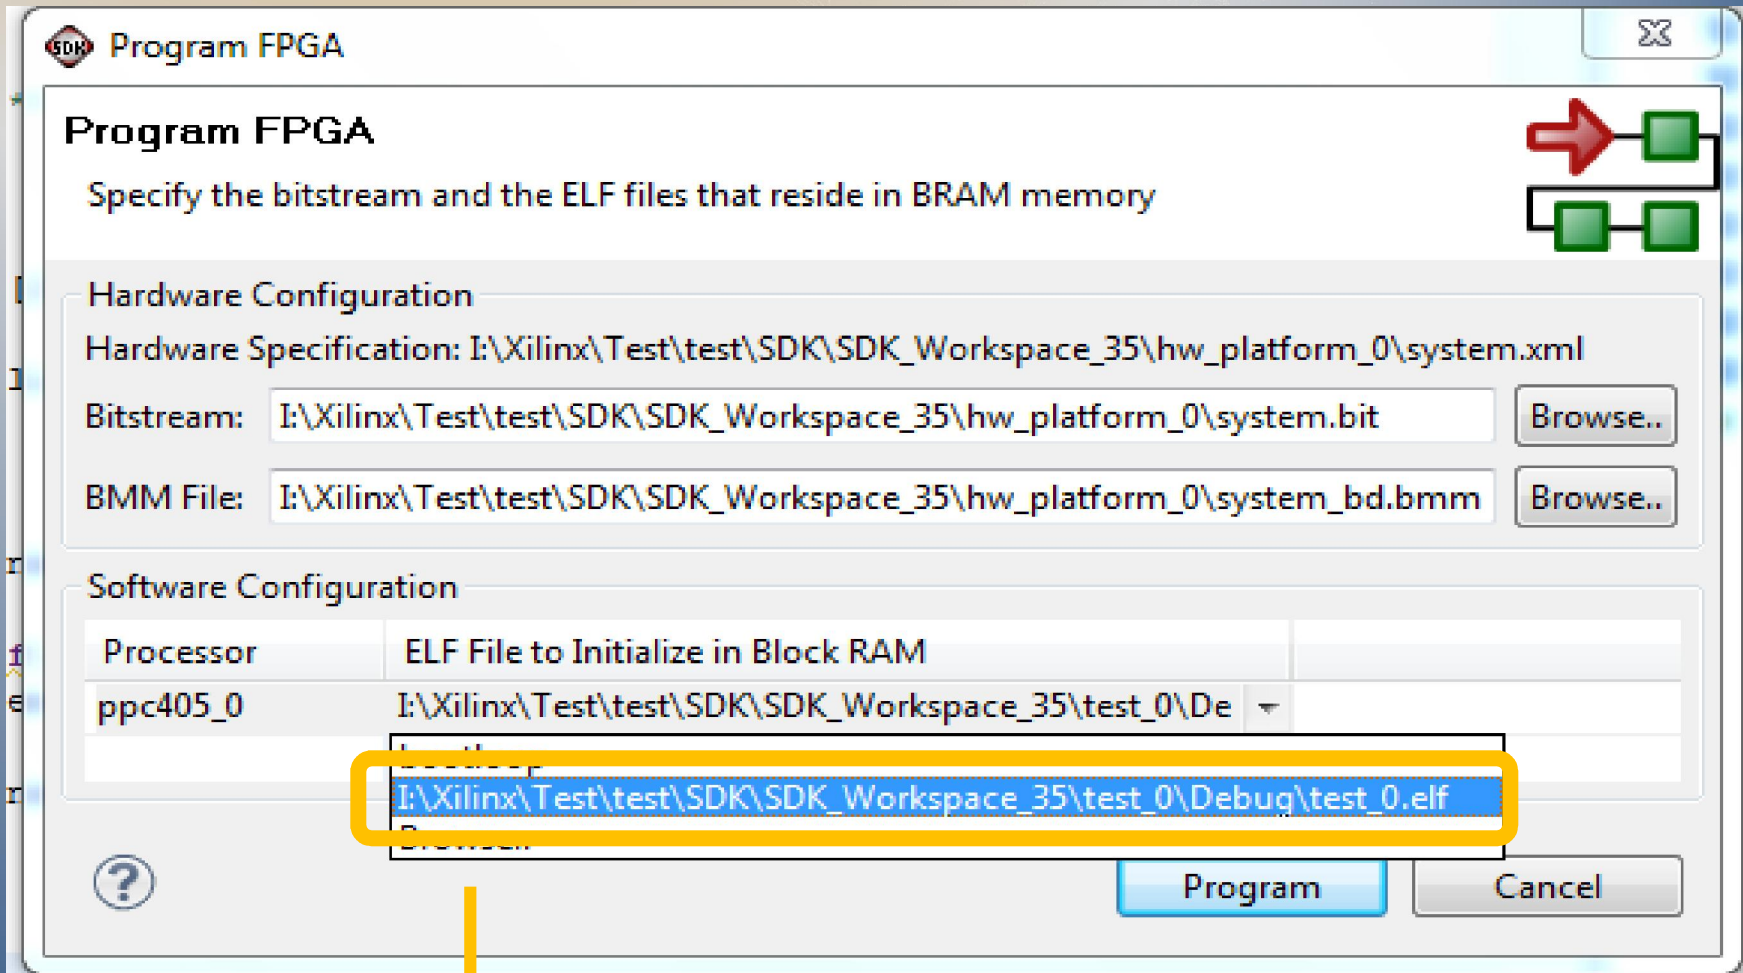 SDK Program FPGA
Program FPGA
Specify the bitstream and the ELF files that reside in BRAM memory
Hardware Configuration
Hardware Specification: I:\Xilinx\Test\test\SDK\SDK_Workspace_35\hw_platform_0\system.xml
Bitstream: I:\Xilinx\Test\test\SDK\SDK_Workspace_35\hw_platform_0\system.bit Browse..
BMM File: I:\Xilinx\Test\test\SDK\SDK_Workspace_35\hw_platform_0\system_bd.bmm Browse..
Software Configuration
Processor ELF File to Initialize in Block RAM
ppc405_0 I:\Xilinx\Test\test\SDK\SDK_Workspace_35\test_0\De
bootloop
I:\Xilinx\Test\test\SDK\SDK_Workspace_35\test_0\Debug\test_0.elf
Browse..
? Program Cancel